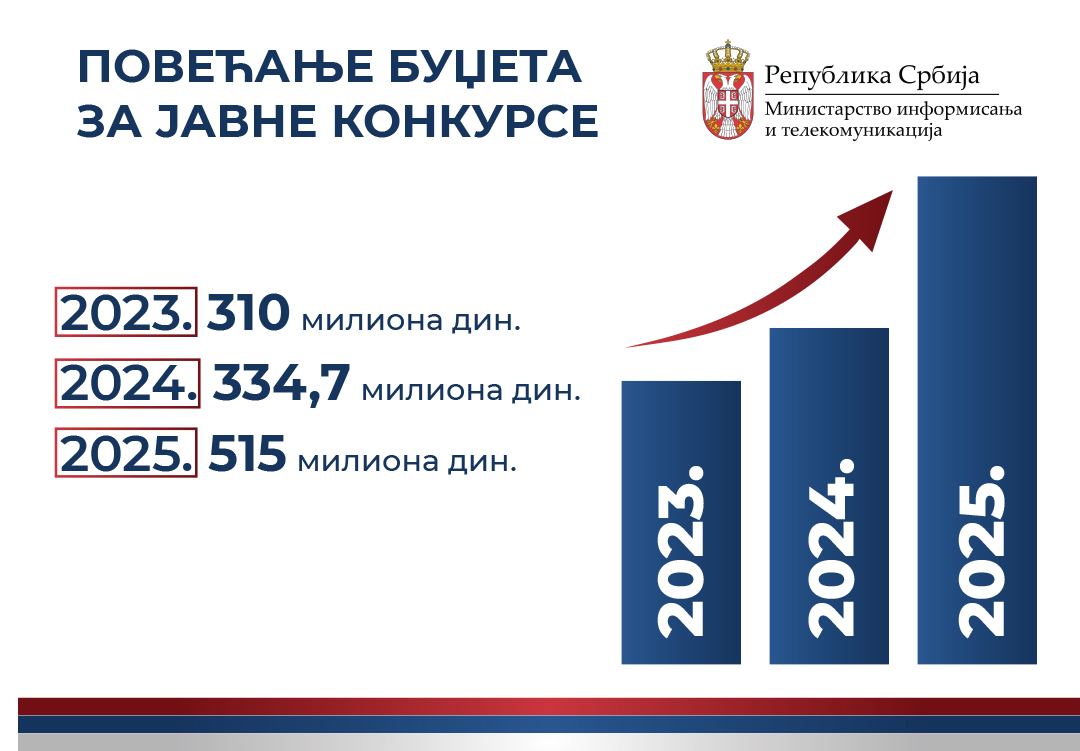 ПОВЕЋАЊЕ БУЏЕТА
ЗА ЈАВНЕ КОНКУРСЕ
Република Србија
Министарство информисања
и телекомуникација
2023. 310 милиона дин.
2024. 334,7 милиона дин.
2025. 515 милиона дин.
2023.
2024.
2025.